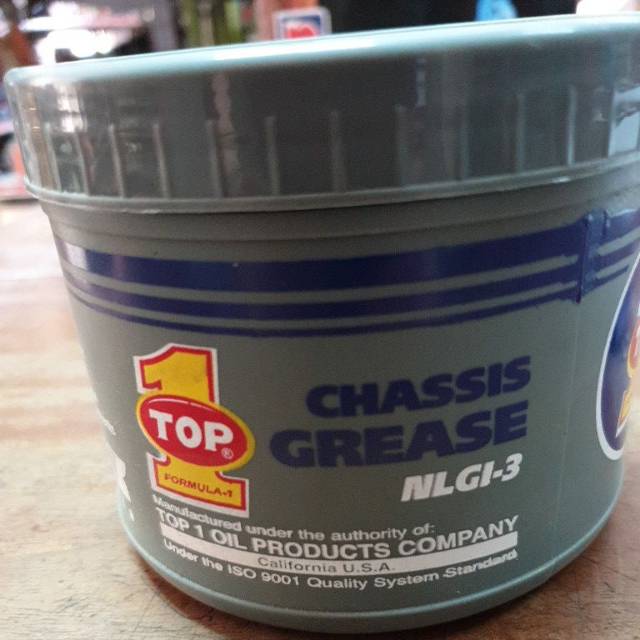 1
TOP®
FORMULA-1
CHASSIS
GREASE
NLGI-3
Manufactured under the authority of:
TOP 1 OIL PRODUCTS COMPANY
California U.S.A.
Under the ISO 9001 Quality System Standard